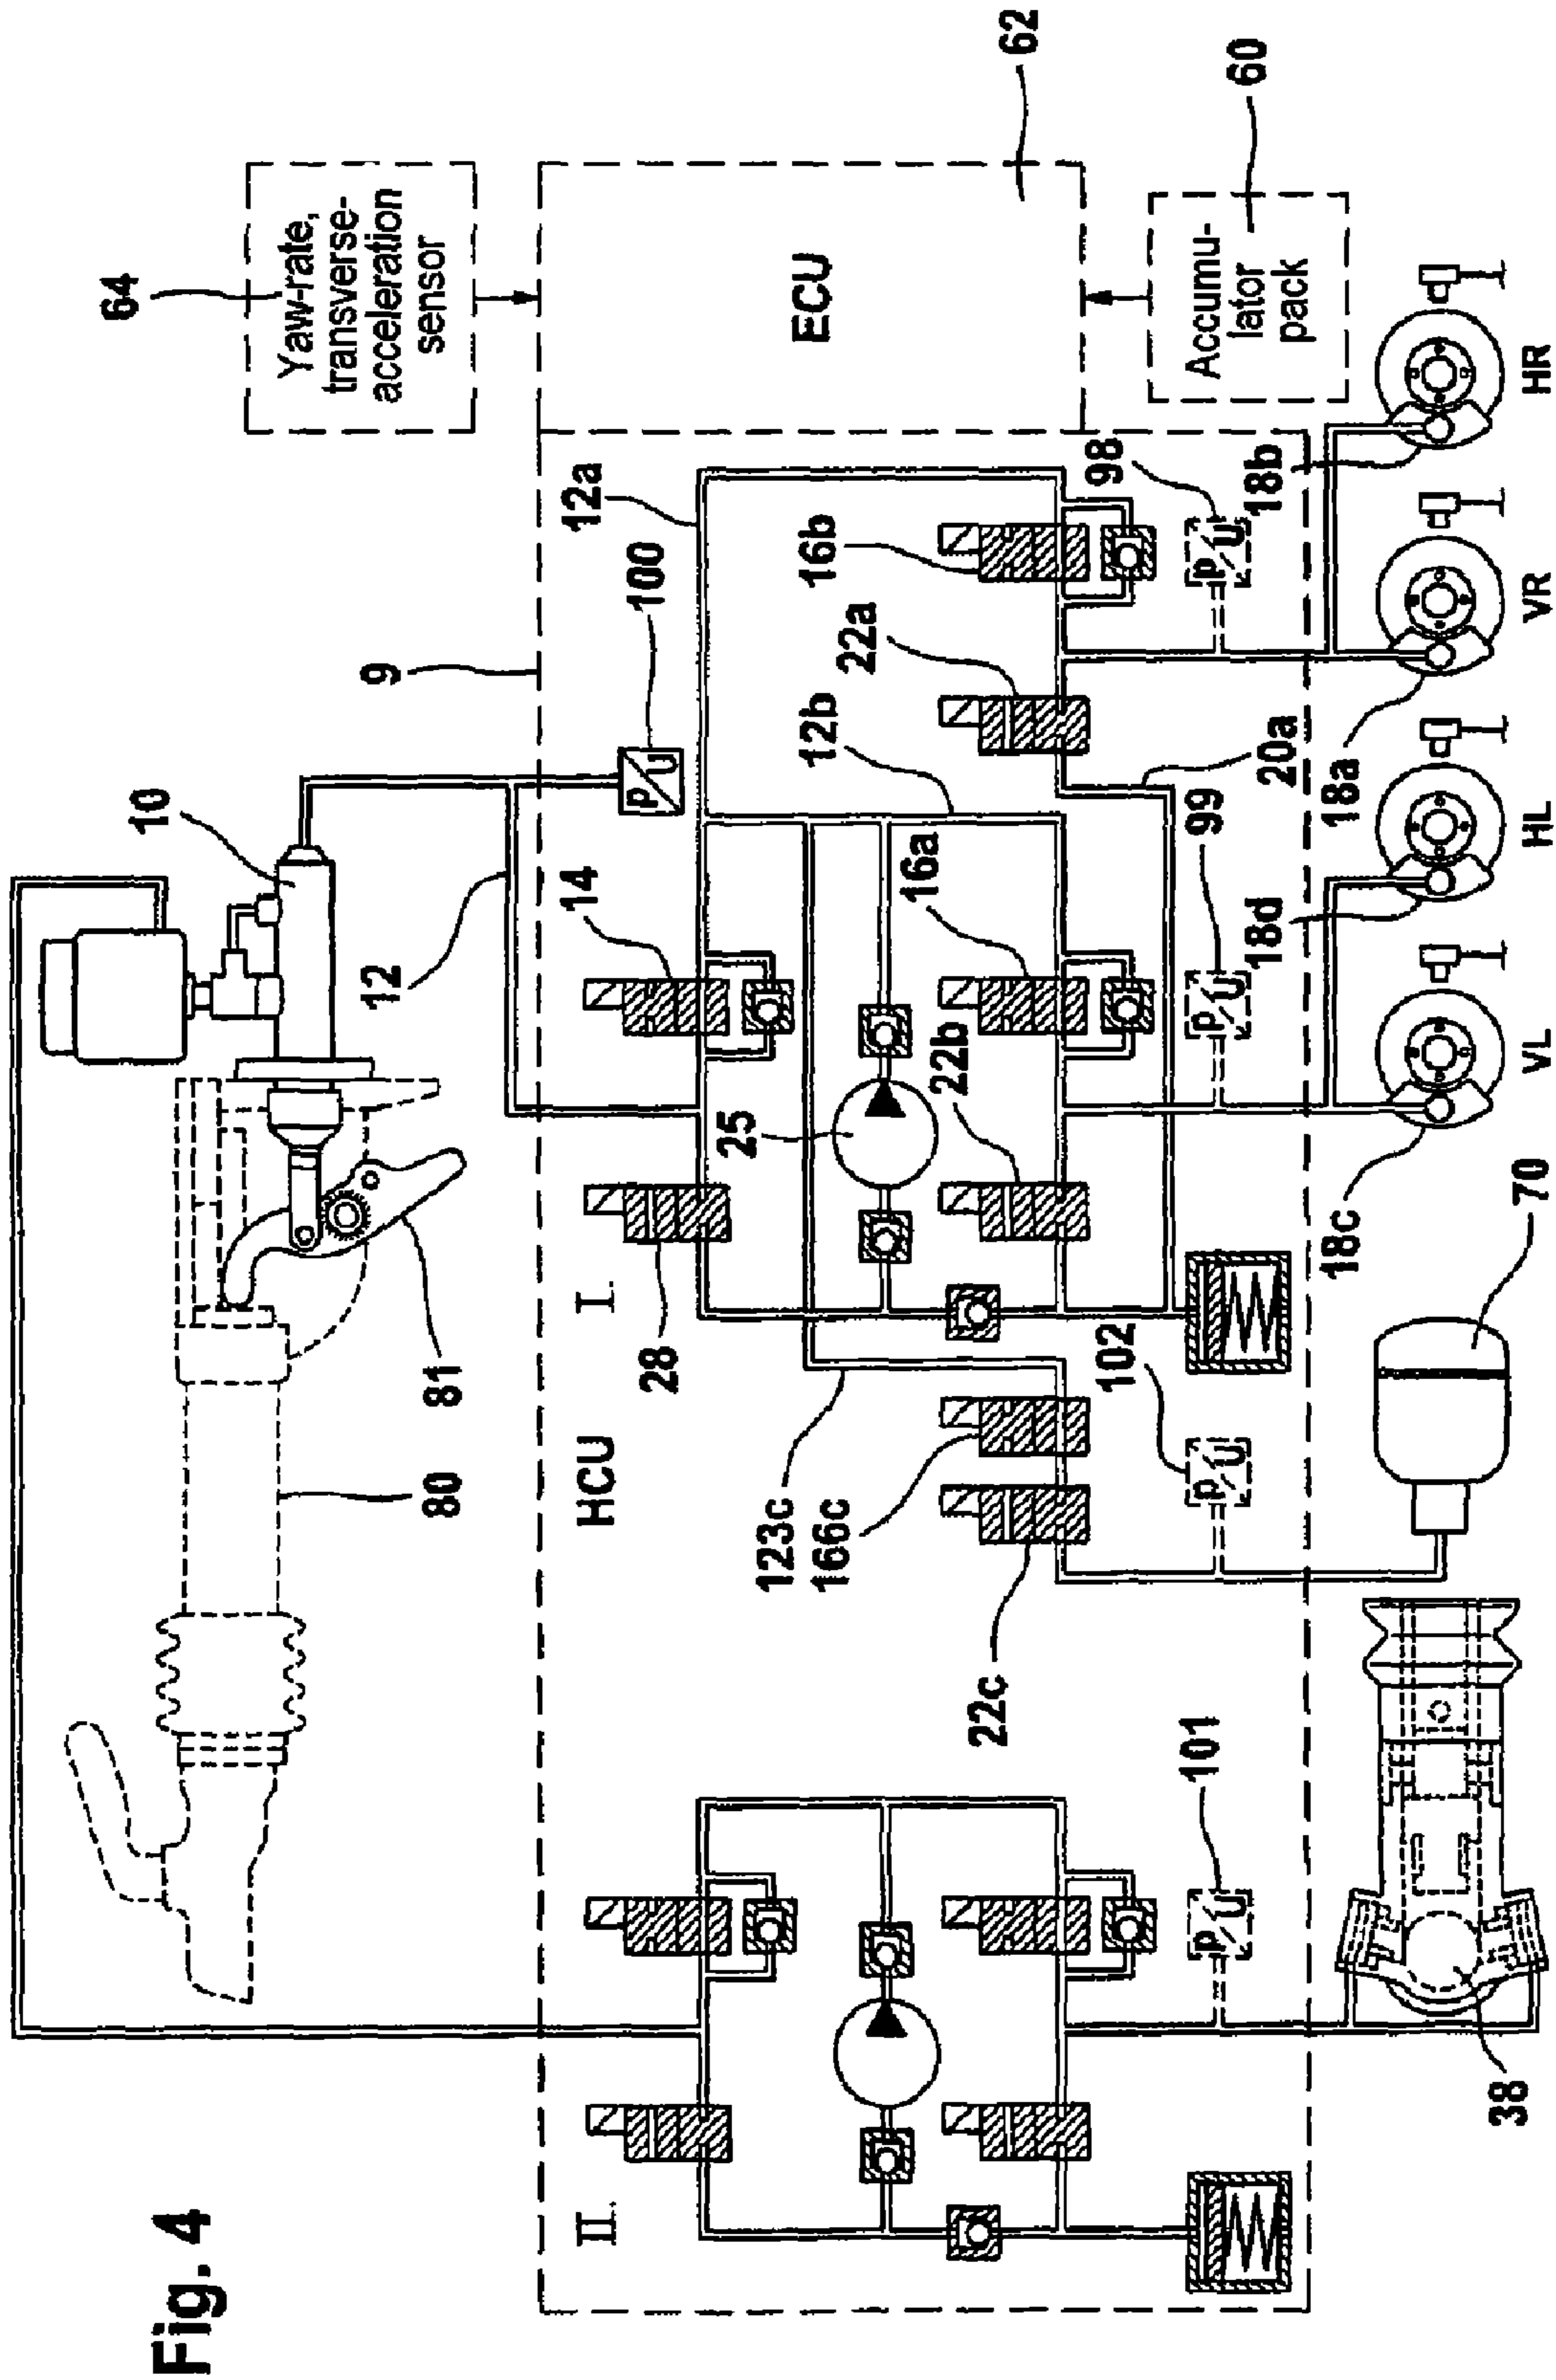 Fig. 4
10
64
Yaw-rate,
transverse-
acceleration
sensor
12
9
80
81
II.
HCU
I.
14
12a
28
100
P U
25
123c
166c
12b
16b
ECU
22a
16a
22b
22c
62
102
98
101
99
P U
P U
P U
P U
Accumu-
lator
pack
60
20a
18d
18b
18c
18a
38
70
VL
HL
VR
HR